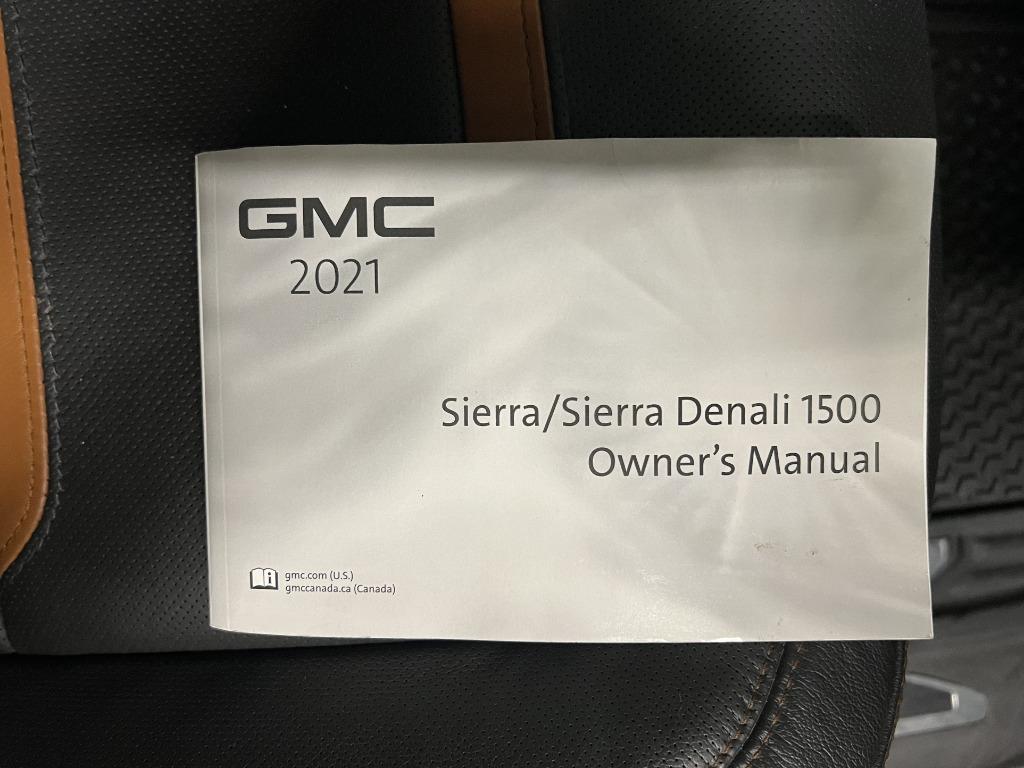 GMC
2021
Sierra/Sierra Denali 1500
Owner's Manual
gmc.com (U.S.)
gmccanada.ca (Canada)